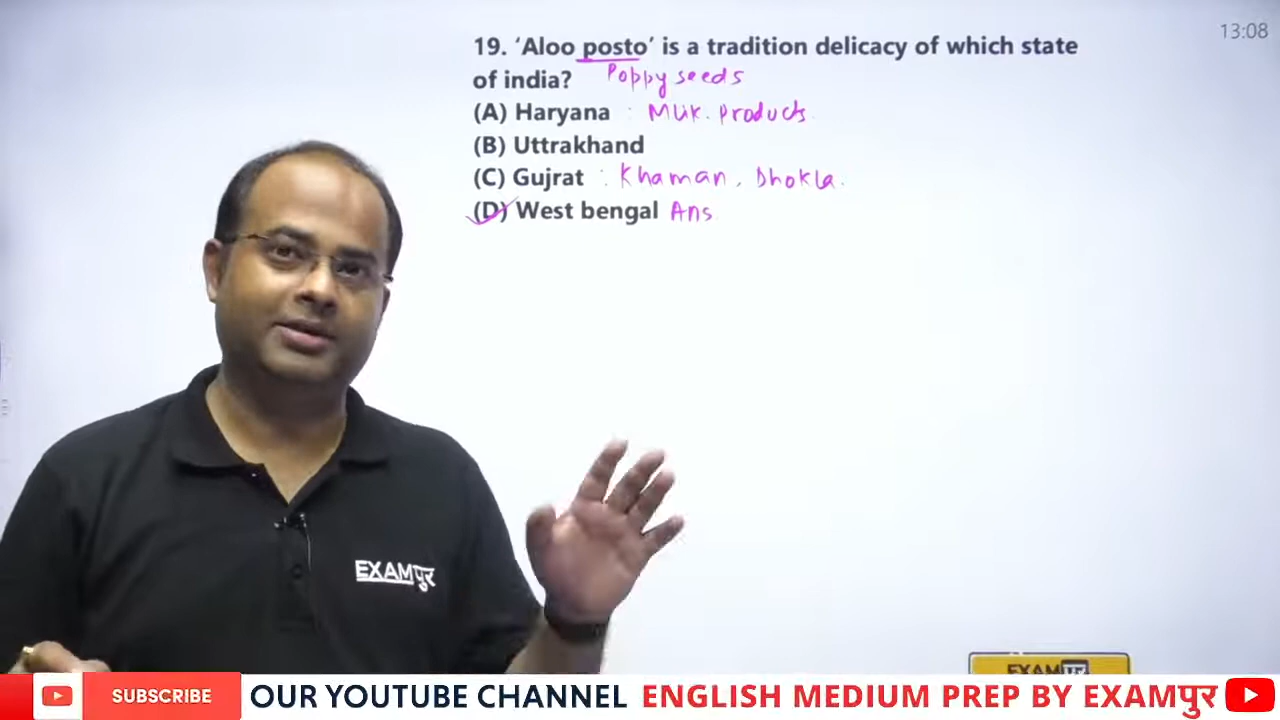 13:08
19. ‘Aloo posto’ is a tradition delicacy of which state
of india? Poppy seeds
(A) Haryana : Milk. products.
(B) Uttrakhand
(C) Gujrat : Khaman, Dhokla.
(D) West bengal Ans
EXAMपुर
EXAMपुर
SUBSCRIBE OUR YOUTUBE CHANNEL ENGLISH MEDIUM PREP BY EXAMपुर